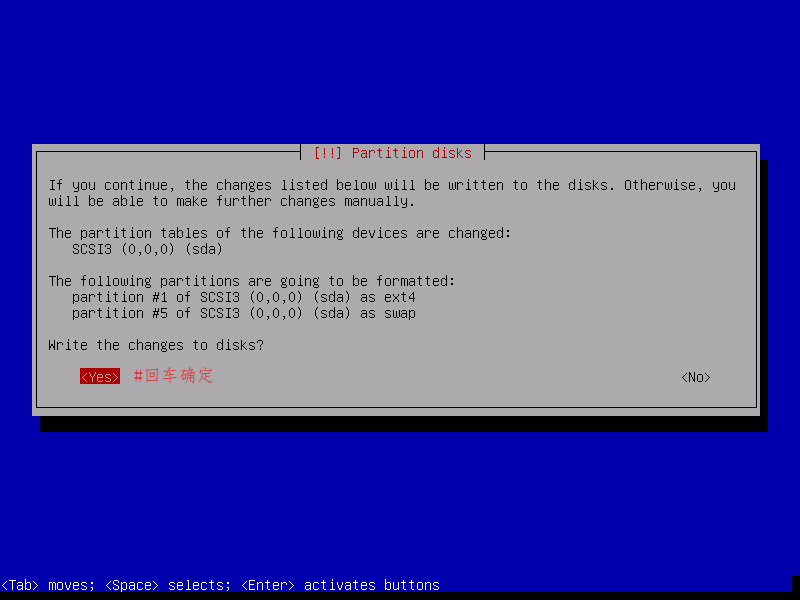 [!!] Partition disks
If you continue, the changes listed below will be written to the disks. Otherwise, you
will be able to make further changes manually.
The partition tables of the following devices are changed:
SCSI3 (0,0,0) (sda)
The following partitions are going to be formatted:
partition #1 of SCSI3 (0,0,0) (sda) as ext4
partition #5 of SCSI3 (0,0,0) (sda) as swap
Write the changes to disks?
<Yes> #回车确定 <No>
<Tab> moves; <Space> selects; <Enter> activates buttons